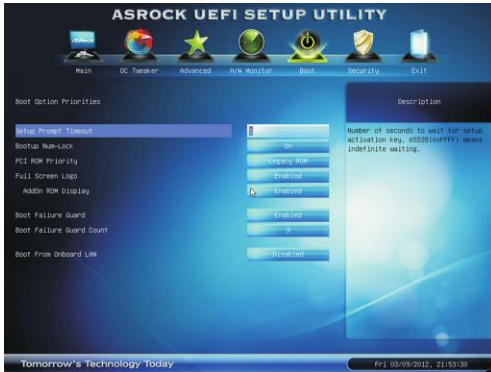 ASROCK UEFI SETUP UTILITY
Main OC Tweaker Advanced H/W Monitor Boot Security Exit
Boot Option Priorities
Description
Setup Prompt Timeout 1
Bootup Num-Lock On
PCI ROM Priority Legacy ROM
Full Screen Logo Enabled
AddOn ROM Display Enabled
Boot Failure Guard Enabled
Boot Failure Guard Count 3
Boot From Onboard LAN Disabled
Number of seconds to wait for setup
activation key. 65535(0xFFFF) means
indefinite waiting.
Tomorrow's Technology Today
Fri 03/09/2012, 21:53:30